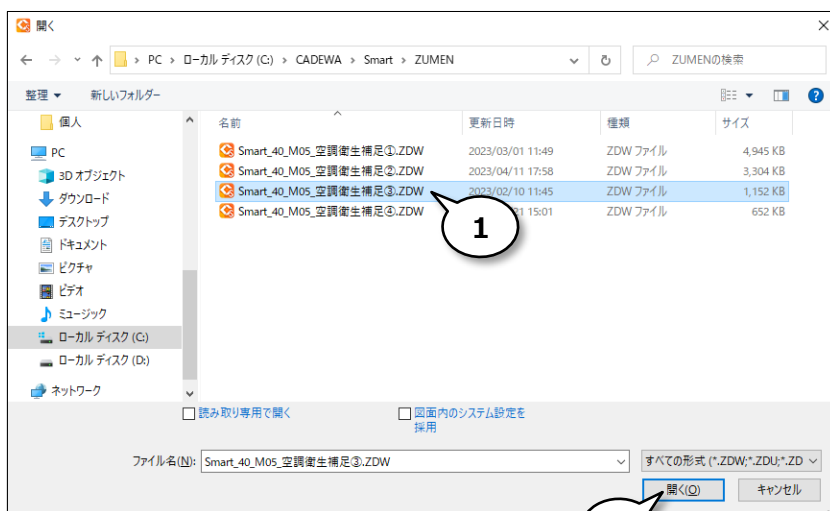 開く
PC › ローカル ディスク (C:) › CADEWA › Smart › ZUMEN
ZUMENの検索
整理 新しいフォルダー
名前 更新日時 種類 サイズ
個人
PC
3D オブジェクト
ダウンロード
デスクトップ
ドキュメント
ピクチャ
ビデオ
ミュージック
ローカル ディスク (C:)
ローカル ディスク (D:)
ネットワーク
Smart_40_M05_空調衛生補足①.ZDW 2023/03/01 11:49 ZDW ファイル 4,945 KB
Smart_40_M05_空調衛生補足②.ZDW 2023/04/11 17:58 ZDW ファイル 3,304 KB
Smart_40_M05_空調衛生補足③.ZDW 2023/02/10 11:45 ZDW ファイル 1,152 KB
Smart_40_M05_空調衛生補足④.ZDW 21 15:01 ZDW ファイル 652 KB
1
読み取り専用で開く
図面内のシステム設定を
採用
ファイル名(N): Smart_40_M05_空調衛生補足③.ZDW すべての形式 (*.ZDW;*.ZDU;*.ZD
開く(O) キャンセル